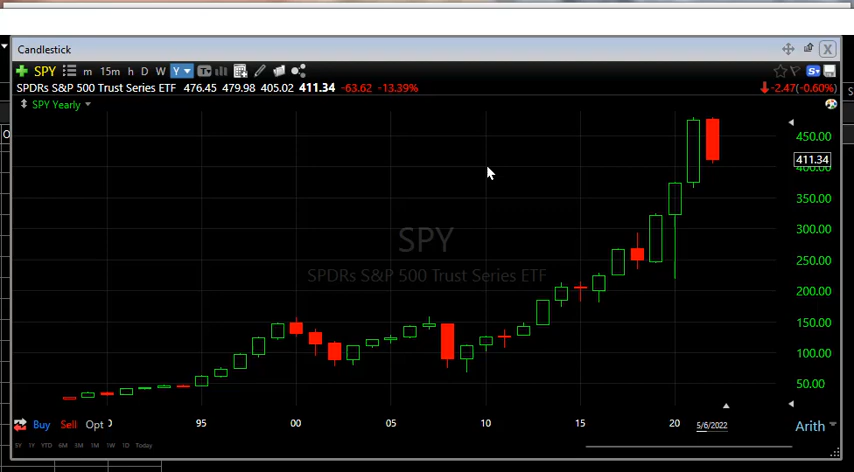 Candlestick
SPY m 15m h D W Y T
SPDRs S&P 500 Trust Series ETF 476.45 479.98 405.02 411.34 -63.62 -13.39% -2.47(-0.60%)
SPY Yearly
450.00
411.34
400.00
350.00
300.00
250.00
200.00
150.00
100.00
50.00
SPY
SPDRs S&P 500 Trust Series ETF
Buy Sell Opt 95 00 05 10 15 20 5/6/2022 Arith
5Y 1Y YTD 6M 3M 1M 1W 1D Today